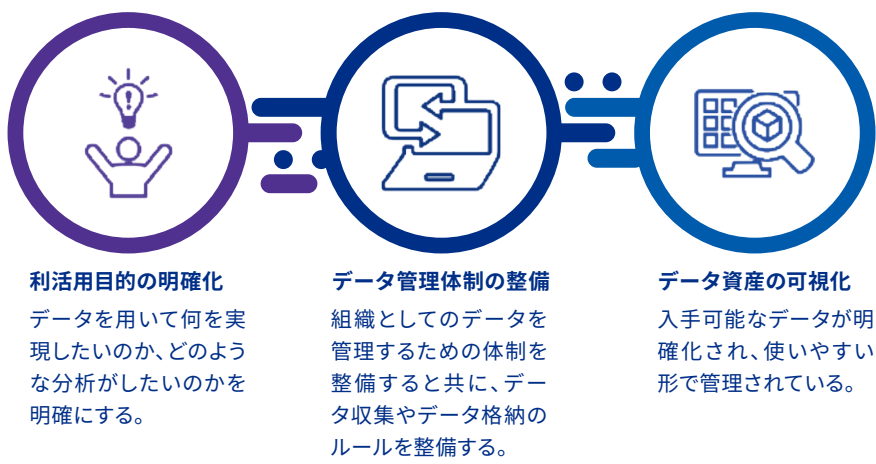 利活用目的の明確化
データを用いて何を実
現したいのか、どのよう
な分析がしたいのかを
明確にする。
データ管理体制の整備
組織としてのデータを
管理するための体制を
整備すると共に、デー
タ収集やデータ格納の
ルールを整備する。
データ資産の可視化
入手可能なデータが明
確化され、使いやすい
形で管理されている。